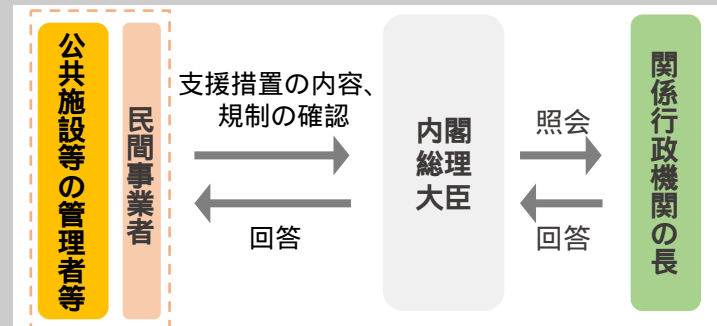 公共施設等の管理者等
民間事業者
支援措置の内容、
規制の確認
回答
内閣
総理
大臣
照会
回答
関係行政機関の長